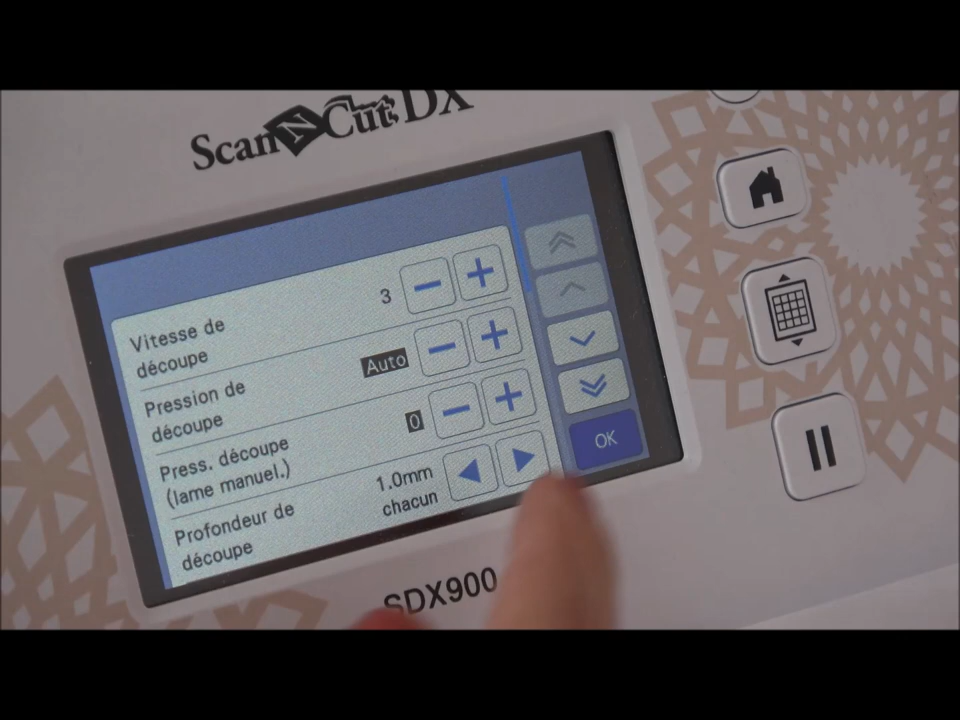 ScanNCut DX
Vitesse de
découpe
3
Pression de
découpe
Auto
Press. découpe
(lame manuel.)
0
Profondeur de
découpe
1.0mm
chacun
OK
SDX900